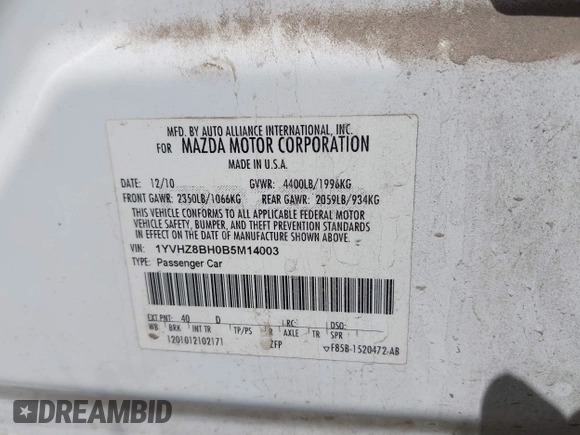 MFD. BY AUTO ALLIANCE INTERNATIONAL, INC.
FOR MAZDA MOTOR CORPORATION
MADE IN U.S.A.
DATE: 12/10 GVWR: 4400LB/1996KG
FRONT GAWR: 2350LB/1066KG REAR GAWR: 2059LB/934KG
THIS VEHICLE CONFORMS TO ALL APPLICABLE FEDERAL MOTOR
VEHICLE SAFETY, BUMPER, AND THEFT PREVENTION STANDARDS
IN EFFECT ON THE DATE OF MANUFACTURE SHOWN ABOVE.
VIN: 1YVHZ8BH0B5M14003
TYPE: Passenger Car
EXT PNT: 40 D RC: DSO:
WB BRK INT TR TP/PS R AXLE TR SPR
1201012102171 ZFP F85B-1520472-AB
DREAMBID